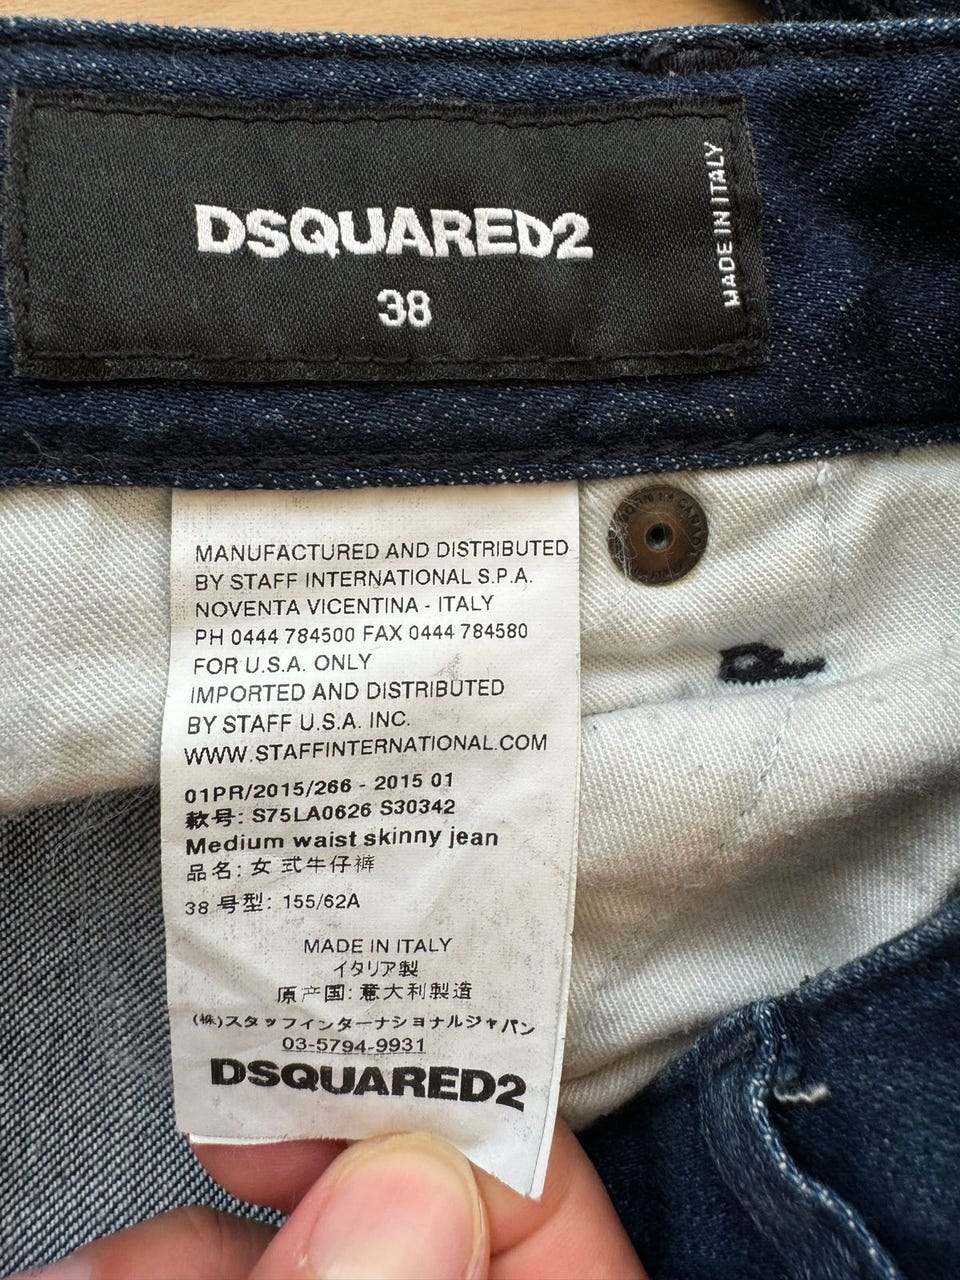 DSQUARED2
38
MADE IN ITALY
MANUFACTURED AND DISTRIBUTED
BY STAFF INTERNATIONAL S.P.A.
NOVENTA VICENTINA - ITALY
PH 0444 784500 FAX 0444 784580
FOR U.S.A. ONLY
IMPORTED AND DISTRIBUTED
BY STAFF U.S.A. INC.
WWW.STAFFINTERNATIONAL.COM
01PR/2015/266 - 2015 01
款号: S75LA0626 S30342
Medium waist skinny jean
品名: 女 式牛仔裤
38 号型: 155/62A
MADE IN ITALY
イタリア製
原产国: 意大利製造
(株)スタッフインターナショナルジャパン
03-5794-9931
DSQUARED2
BORN IN CANADA